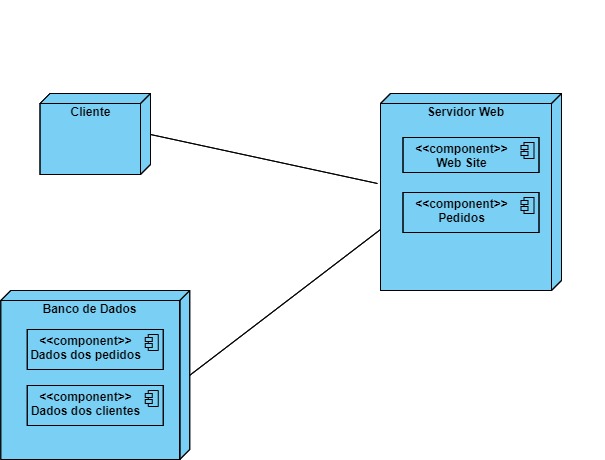 Cliente
Servidor Web
<<component>>
Web Site
<<component>>
Pedidos
Banco de Dados
<<component>>
Dados dos pedidos
<<component>>
Dados dos clientes